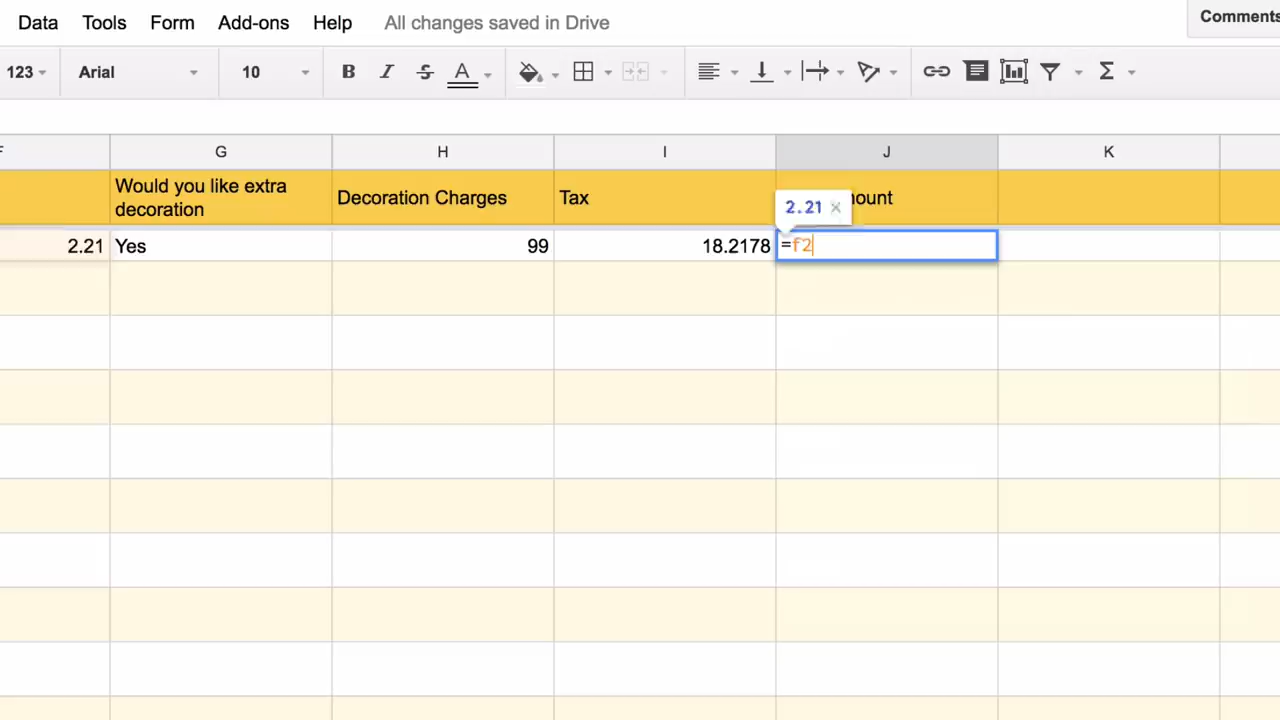 Data Tools Form Add-ons Help All changes saved in Drive
Comments
123 Arial 10 B I S A Σ
G H I J K
Would you like extra
decoration
Decoration Charges Tax
2.21 ×
2.21 Yes 99 18.2178 =f2